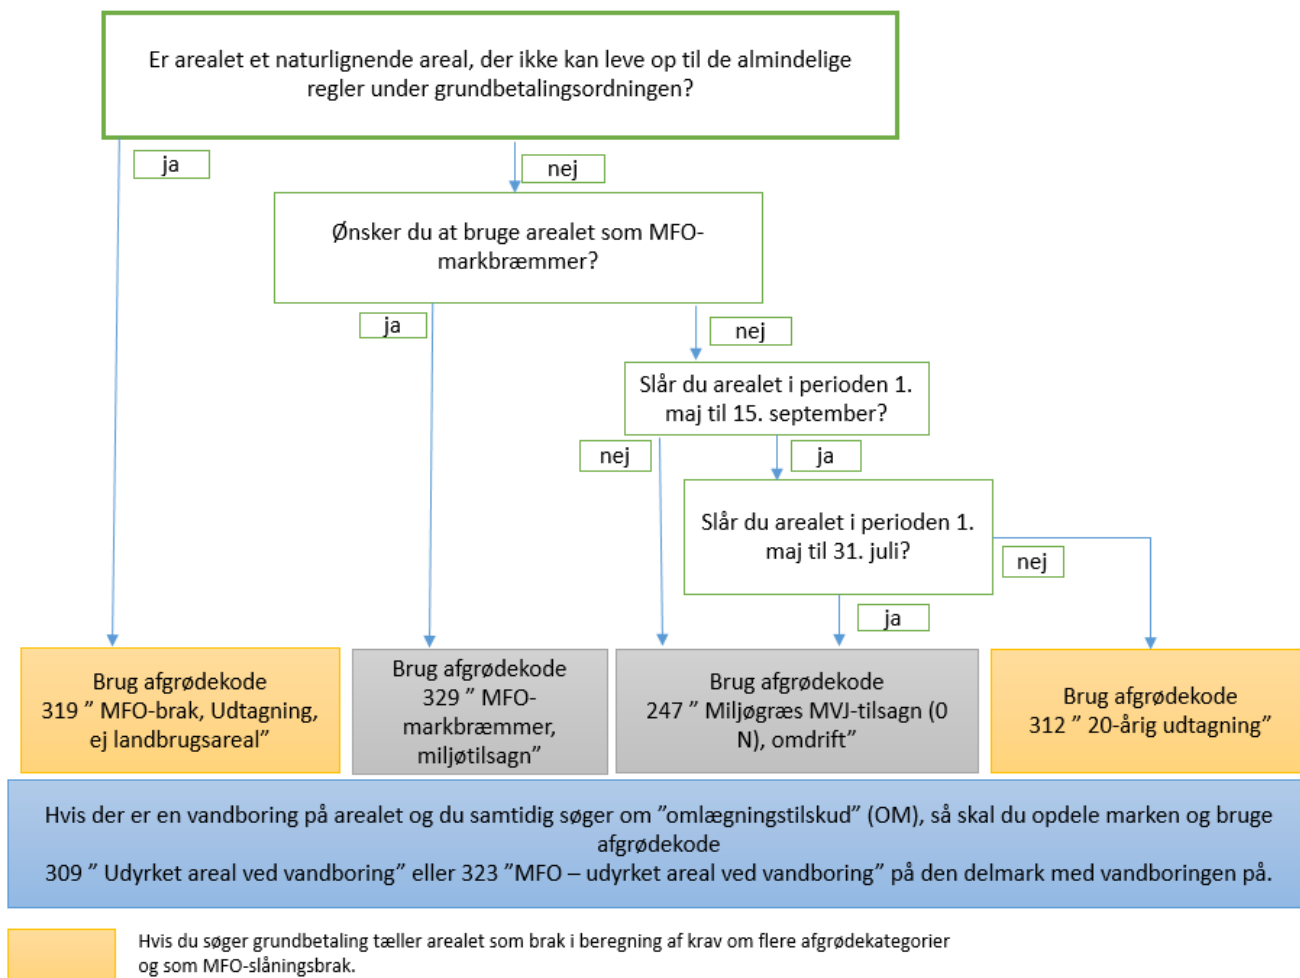 Er arealet et naturlignende areal, der ikke kan leve op til de almindelige
regler under grundbetalingsordningen?
ja
nej
Ønsker du at bruge arealet som MFO-
markbræmmer?
ja
nej
Slår du arealet i perioden 1.
maj til 15. september?
nej
ja
Slår du arealet i perioden 1.
maj til 31. juli?
nej
ja
Brug afgrødekode
319 ” MFO-brak, Udtagning,
ej landbrugsareal”
Brug afgrødekode
329 ” MFO-
markbræmmer,
miljøtilsagn”
Brug afgrødekode
247 ” Miljøgræs MVJ-tilsagn (0
N), omdrift”
Brug afgrødekode
312 ” 20-årig udtagning”
Hvis der er en vandboring på arealet og du samtidig søger om ”omlægningstilskud” (OM), så skal du opdele marken og bruge
afgrødekode
309 ” Udyrket areal ved vandboring” eller 323 ”MFO – udyrket areal ved vandboring” på den delmark med vandboringen på.
Hvis du søger grundbetaling tæller arealet som brak i beregning af krav om flere afgrødekategorier
og som MFO-slåningsbrak.